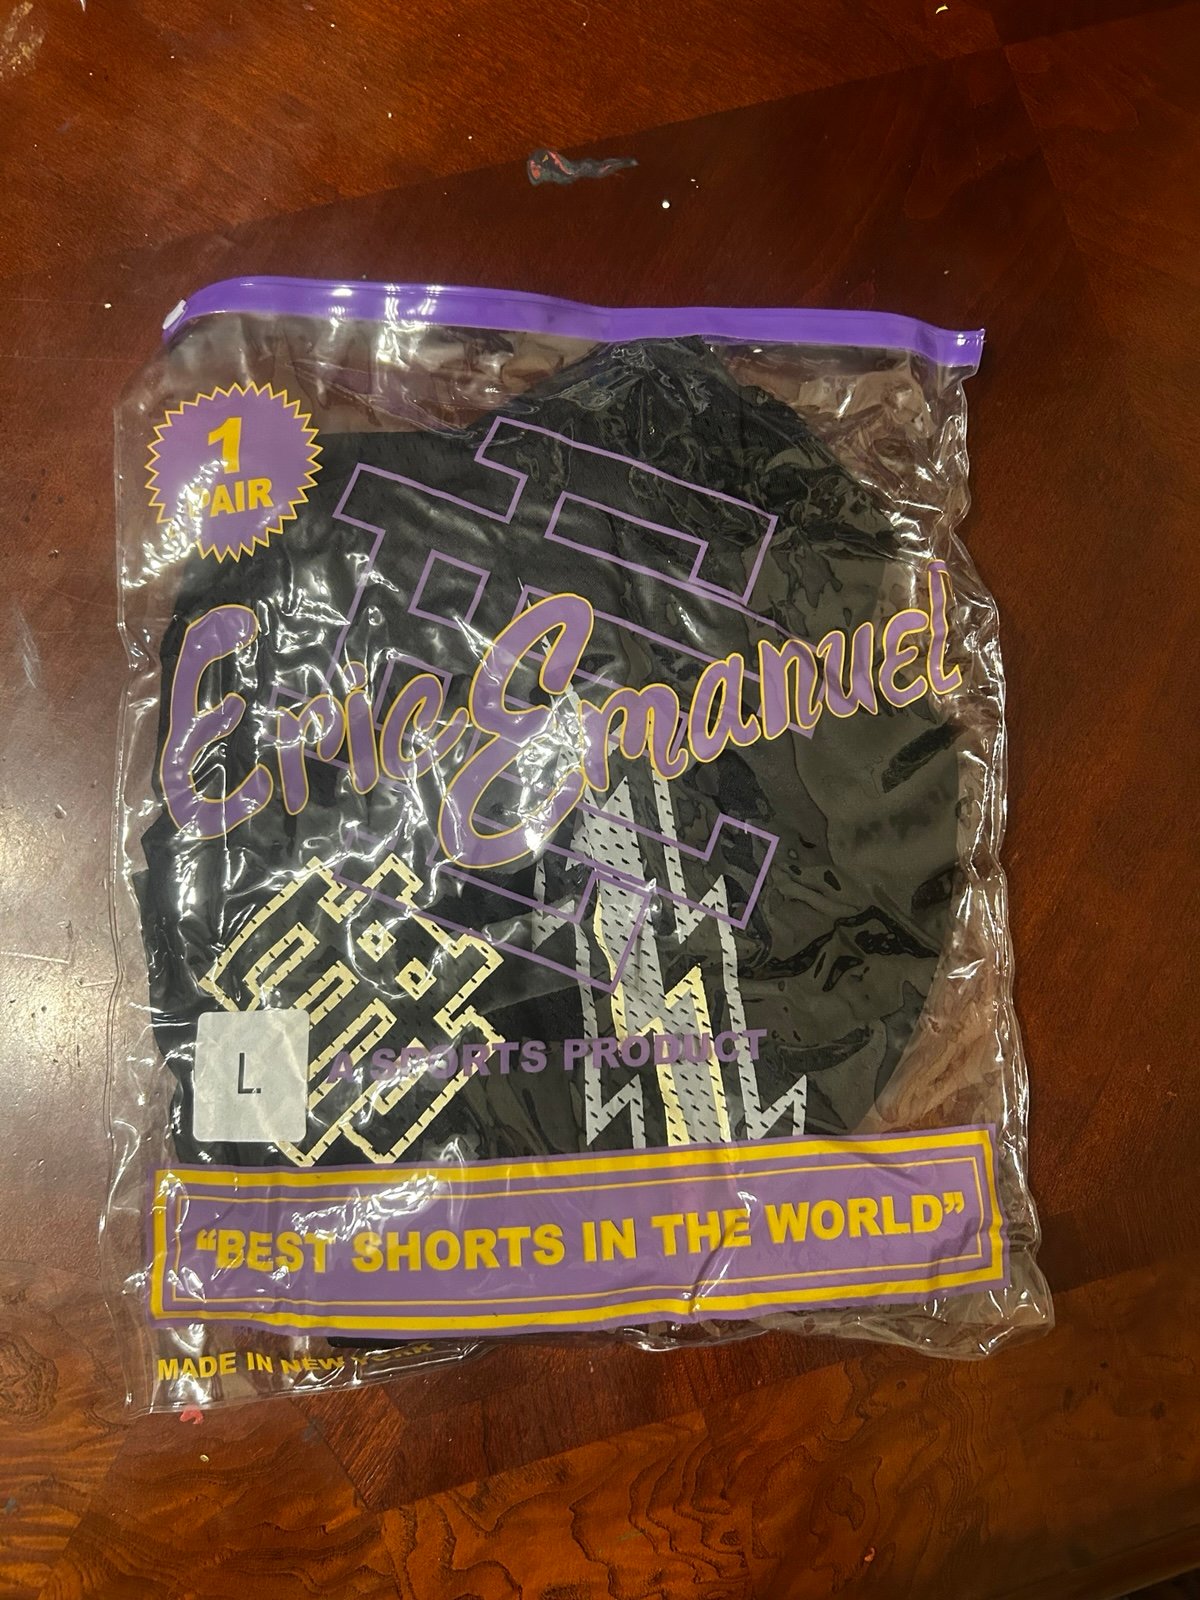 1
PAIR
Eric Emanuel
L
A SPORTS PRODUCT
“BEST SHORTS IN THE WORLD”
MADE IN NEW YORK